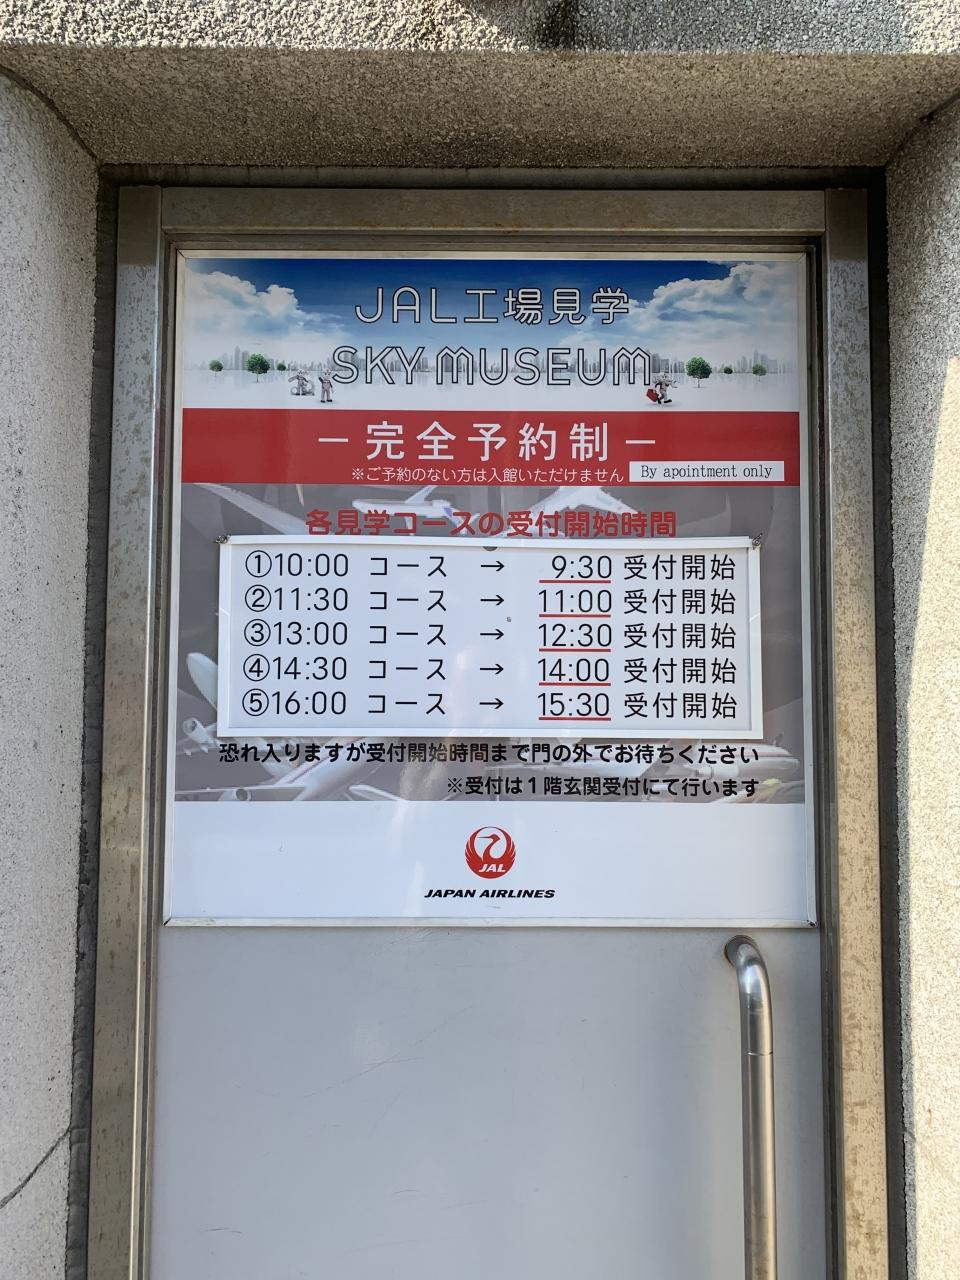 JAL工場見学
SKY MUSEUM
－完全予約制－
※ご予約のない方は入館いただけません
By apointment only
各見学コースの受付開始時間
①10:00 コース → 9:30 受付開始
②11:30 コース → 11:00 受付開始
③13:00 コース → 12:30 受付開始
④14:30 コース → 14:00 受付開始
⑤16:00 コース → 15:30 受付開始
恐れ入りますが受付開始時間まで門の外でお待ちください
※受付は1階玄関受付にて行います
JAL
JAPAN AIRLINES